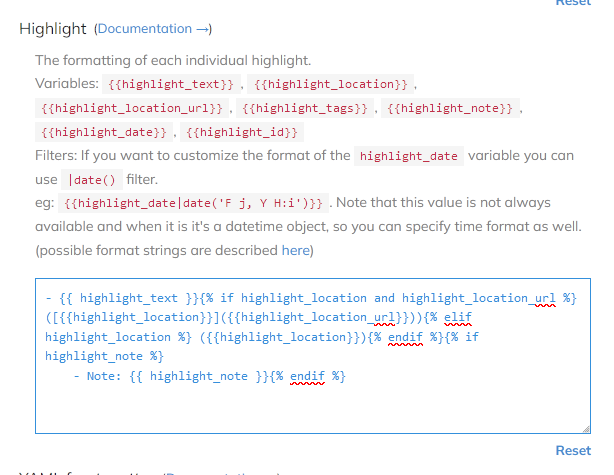 Reset
Highlight (Documentation →)
The formatting of each individual highlight.
Variables: {{highlight_text}} , {{highlight_location}} ,
{{highlight_location_url}} , {{highlight_tags}} , {{highlight_note}} ,
{{highlight_date}} , {{highlight_id}}
Filters: If you want to customize the format of the highlight_date variable you can
use |date() filter.
eg: {{highlight_date|date('F j, Y H:i')}} . Note that this value is not always
available and when it is it's a datetime object, so you can specify time format as well.
(possible format strings are described here)
- {{ highlight_text }}{% if highlight_location and highlight_location_url %}
([{{highlight_location}}]({{highlight_location_url}})){% elif
highlight_location %} ({{highlight_location}}){% endif %}{% if
highlight_note %}
    - Note: {{ highlight_note }}{% endif %}
Reset